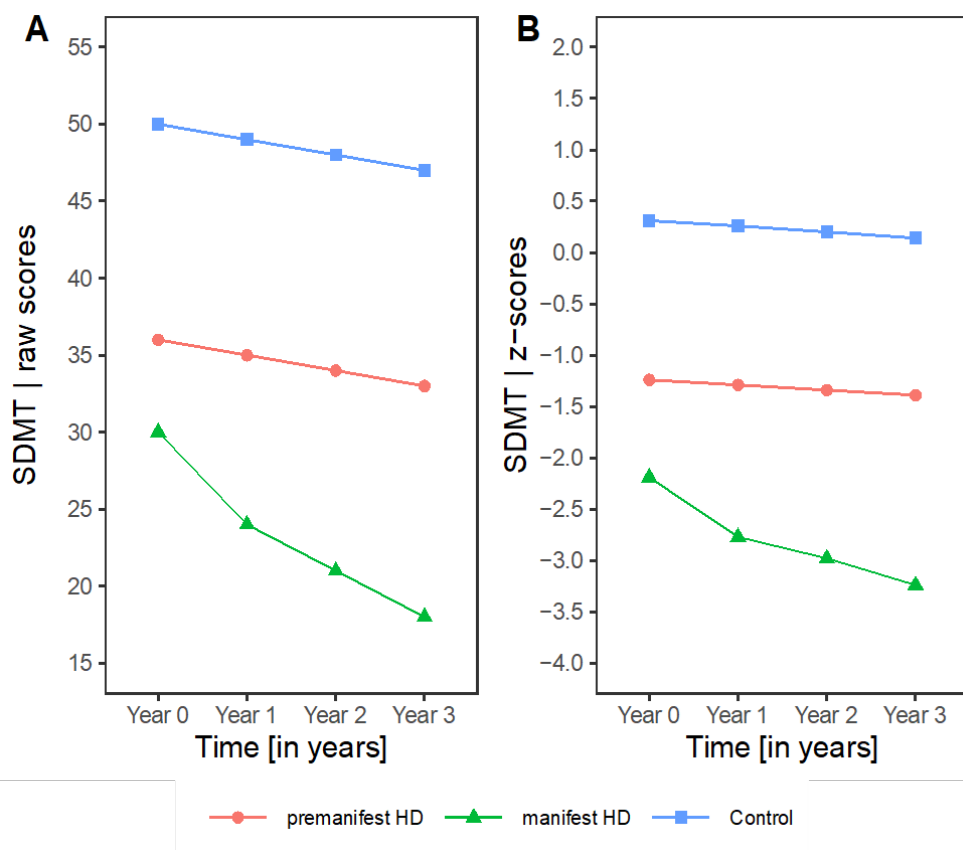 A
SDMT | raw scores
55
50
45
40
35
30
25
20
15
Year 0 Year 1 Year 2 Year 3
Time [in years]
B
SDMT | z−scores
2.0
1.5
1.0
0.5
0.0
−0.5
−1.0
−1.5
−2.0
−2.5
−3.0
−3.5
−4.0
Year 0 Year 1 Year 2 Year 3
Time [in years]
premanifest HD manifest HD Control